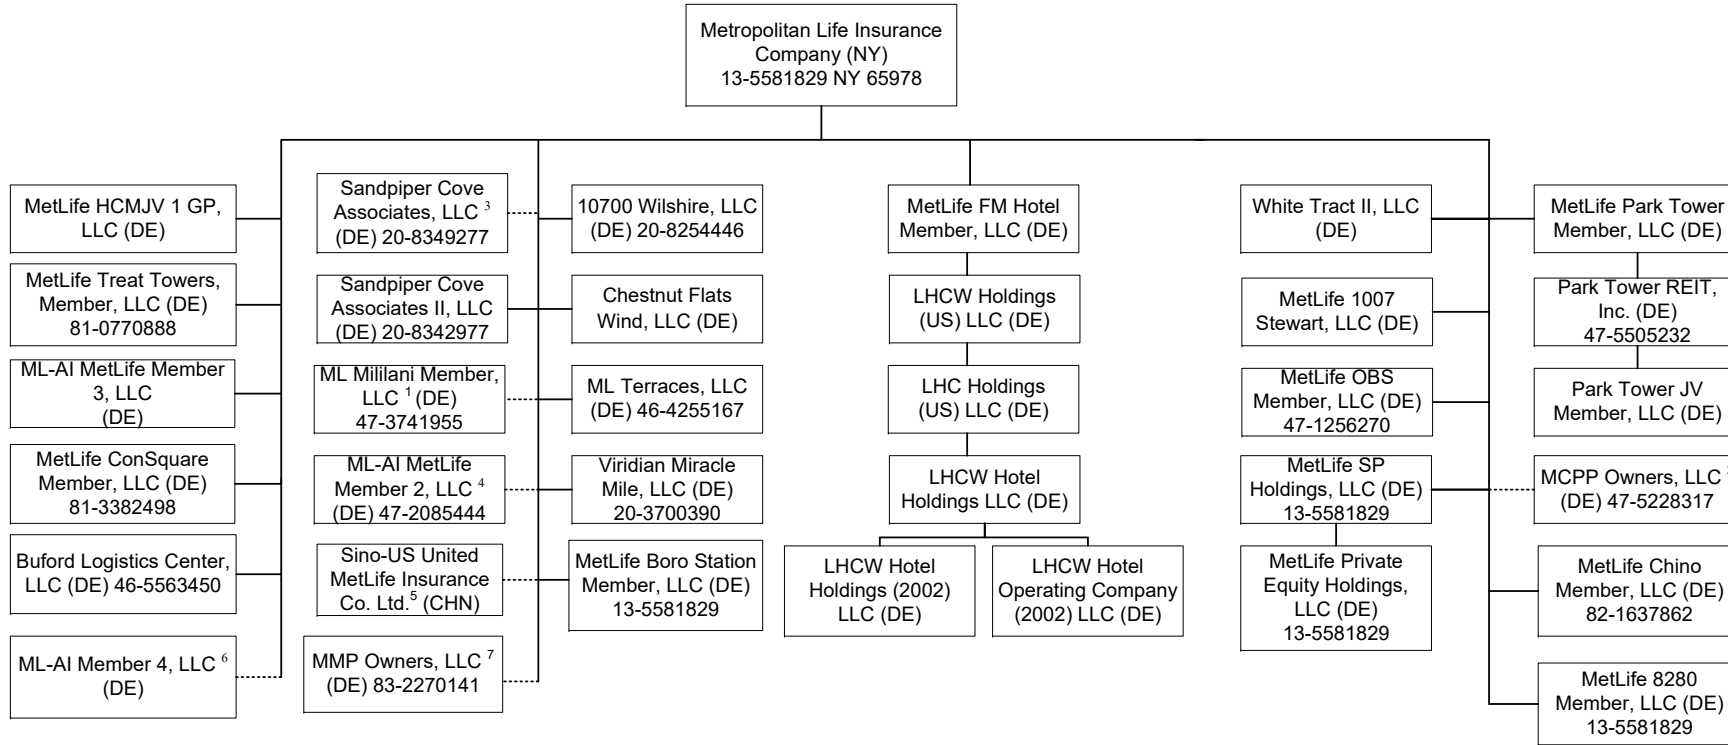 Metropolitan Life Insurance
Company (NY)
13-5581829 NY 65978
MetLife HCMJV 1 GP,
LLC (DE)
MetLife Treat Towers,
Member, LLC (DE)
81-0770888
ML-AI MetLife Member
3, LLC
(DE)
MetLife ConSquare
Member, LLC (DE)
81-3382498
Buford Logistics Center,
LLC (DE) 46-5563450
ML-AI Member 4, LLC 6
(DE)
Sandpiper Cove
Associates, LLC 3
(DE) 20-8349277
Sandpiper Cove
Associates II, LLC
(DE) 20-8342977
ML Mililani Member,
LLC 1 (DE)
47-3741955
ML-AI MetLife
Member 2, LLC 4
(DE) 47-2085444
Sino-US United
MetLife Insurance
Co. Ltd.5 (CHN)
MMP Owners, LLC 7
(DE) 83-2270141
10700 Wilshire, LLC
(DE) 20-8254446
Chestnut Flats
Wind, LLC (DE)
ML Terraces, LLC
(DE) 46-4255167
Viridian Miracle
Mile, LLC (DE)
20-3700390
MetLife Boro Station
Member, LLC (DE)
13-5581829
MetLife FM Hotel
Member, LLC (DE)
LHCW Holdings
(US) LLC (DE)
LHC Holdings
(US) LLC (DE)
LHCW Hotel
Holdings LLC (DE)
LHCW Hotel
Holdings (2002)
LLC (DE)
LHCW Hotel
Operating Company
(2002) LLC (DE)
White Tract II, LLC
(DE)
MetLife 1007
Stewart, LLC (DE)
MetLife OBS
Member, LLC (DE)
47-1256270
MetLife SP
Holdings, LLC (DE)
13-5581829
MetLife Private
Equity Holdings,
LLC (DE)
13-5581829
MetLife Park Tower
Member, LLC (DE)
Park Tower REIT,
Inc. (DE)
47-5505232
Park Tower JV
Member, LLC (DE)
MCPP Owners, LLC
(DE) 47-5228317
MetLife Chino
Member, LLC (DE)
82-1637862
MetLife 8280
Member, LLC (DE)
13-5581829